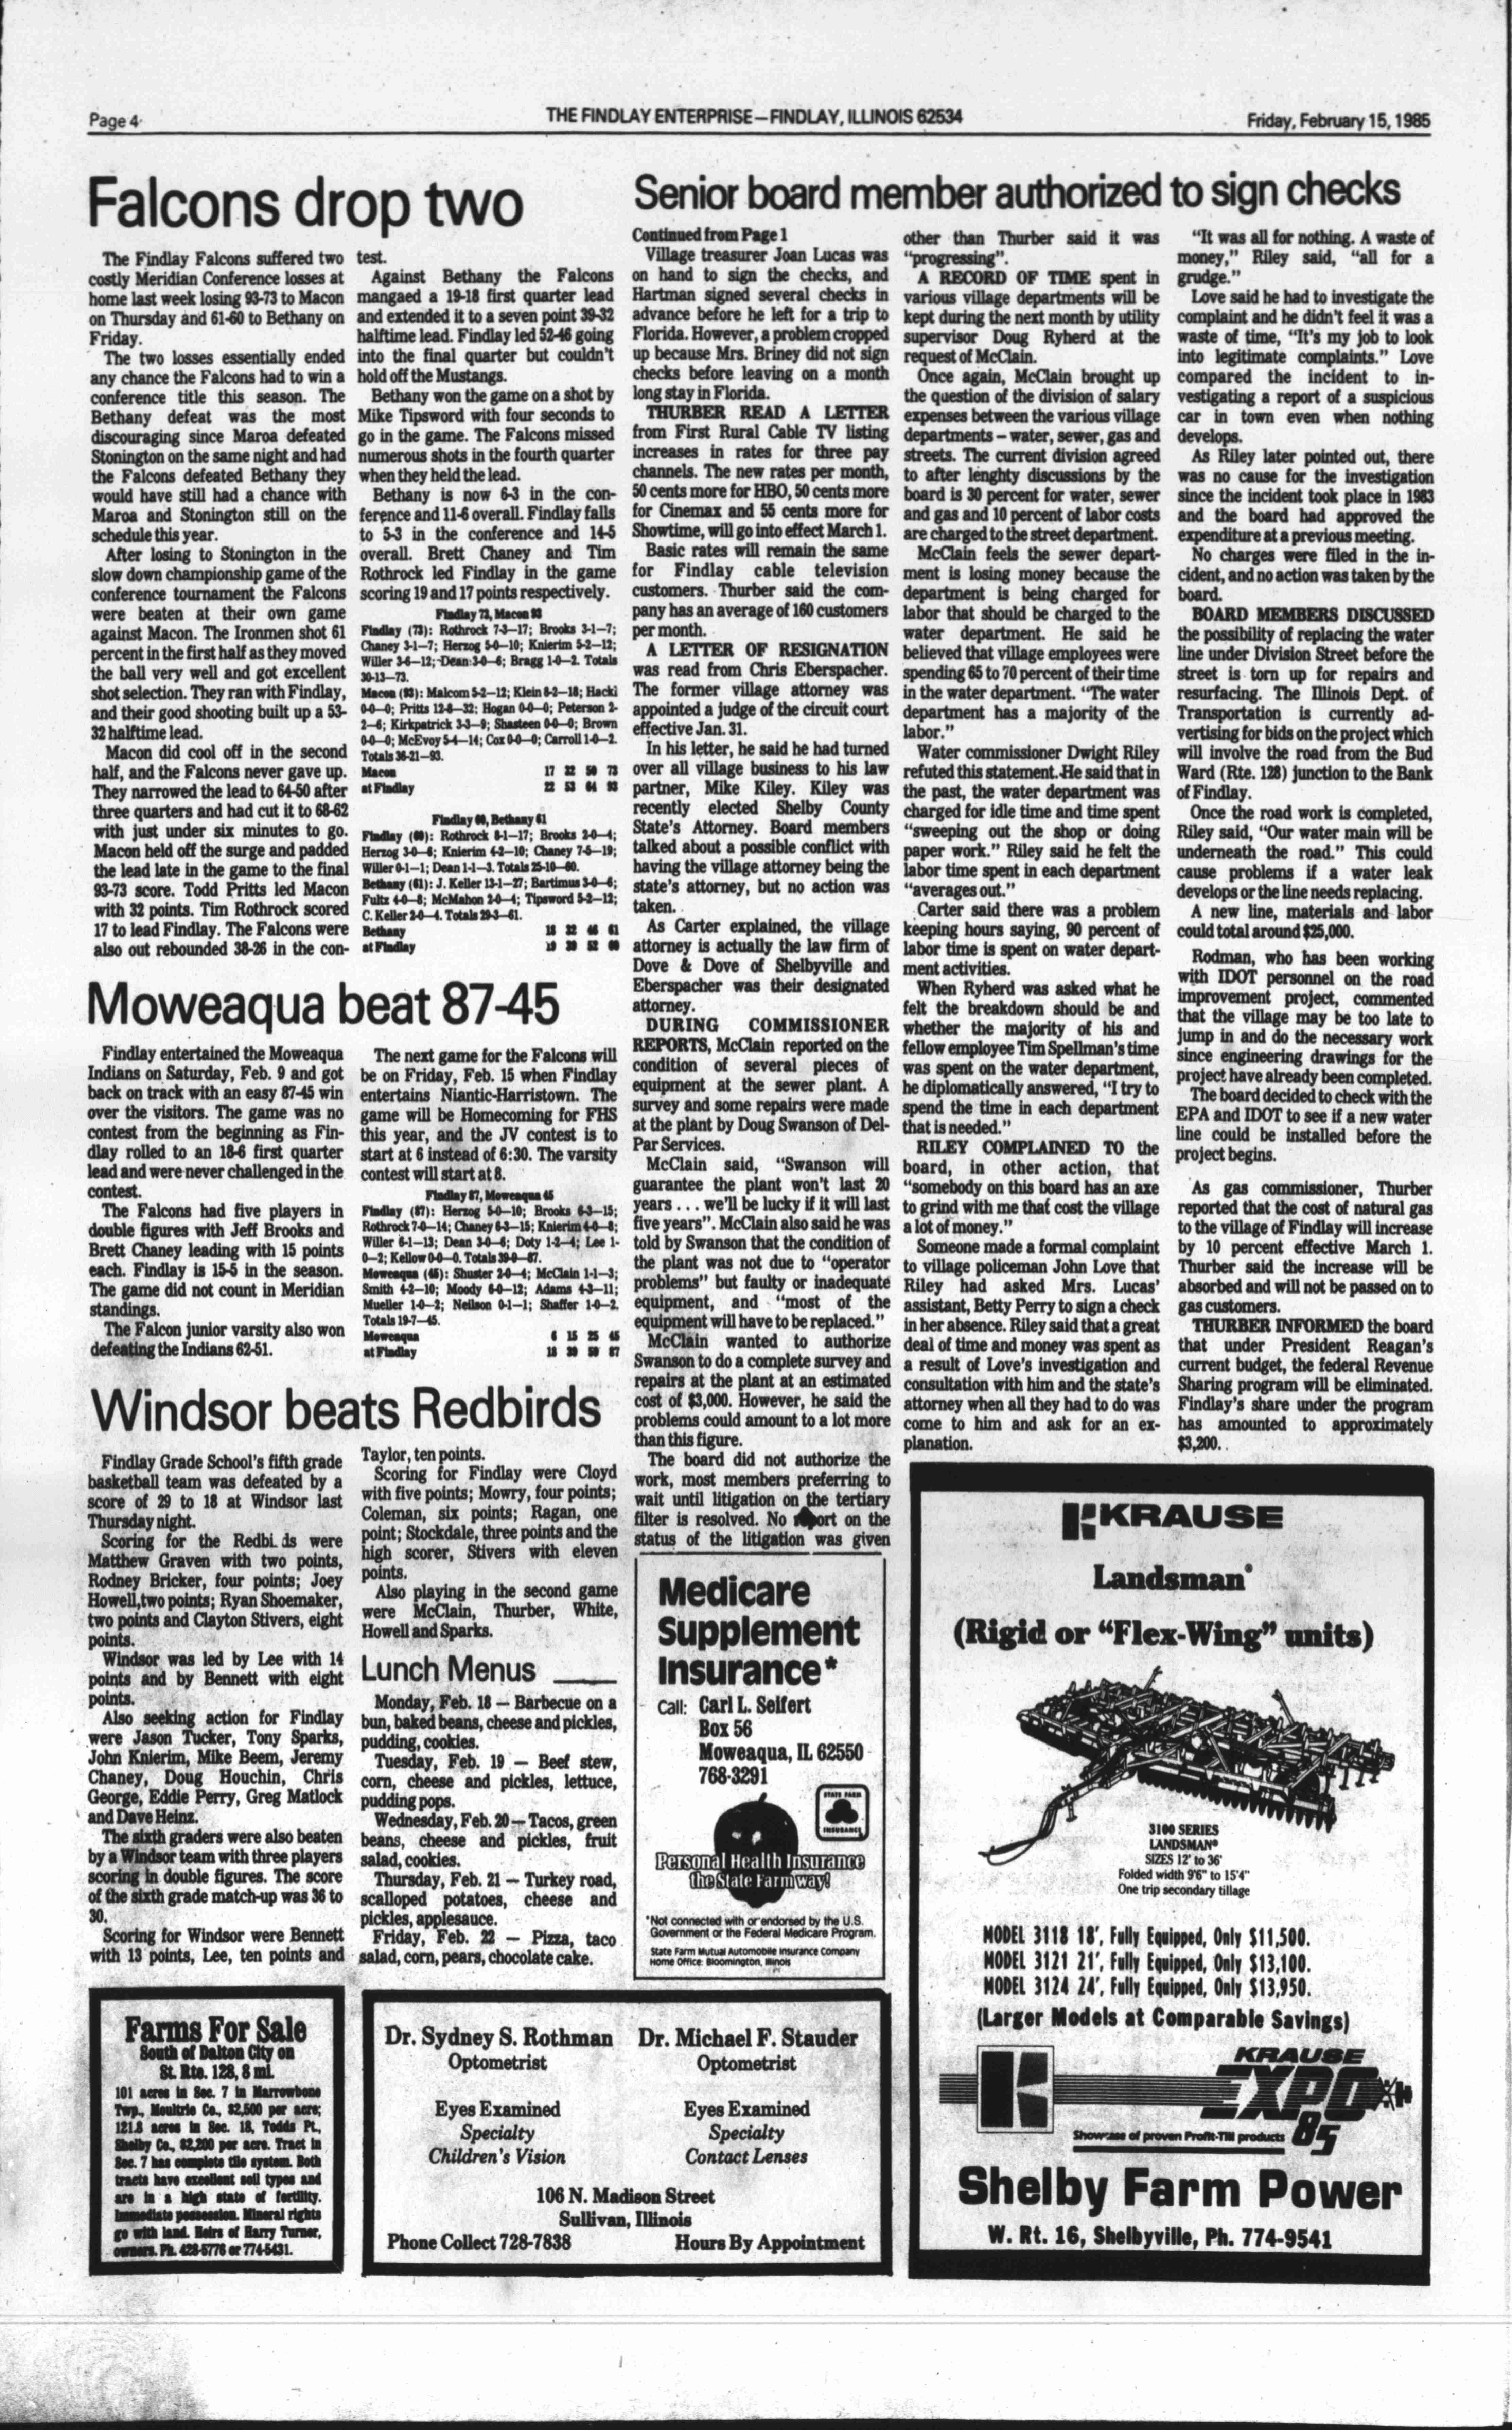 Page 4
THE FINDLAY ENTERPRISE—FINDLAY, ILLINOIS 62534
Friday, February 15, 1985
Falcons drop two
The Findlay Falcons suffered two
costly Meridian Conference losses at
home last week losing 93-73 to Macon
on Thursday and 61-60 to Bethany on
Friday.
The two losses essentially ended
any chance the Falcons had to win a
conference title this season. The
Bethany defeat was the most
discouraging since Maroa defeated
Stonington on the same night and had
the Falcons defeated Bethany they
would have still had a chance with
Maroa and Stonington still on the
schedule this year.
After losing to Stonington in the
slow down championship game of the
conference tournament the Falcons
were beaten at their own game
against Macon. The Ironmen shot 61
percent in the first half as they moved
the ball very well and got excellent
shot selection. They ran with Findlay,
and their good shooting built up a 53-
32 halftime lead.
Macon did cool off in the second
half, and the Falcons never gave up.
They narrowed the lead to 64-50 after
three quarters and had cut it to 68-62
with just under six minutes to go.
Macon held off the surge and padded
the lead late in the game to the final
93-73 score. Todd Pritts led Macon
with 32 points. Tim Rothrock scored
17 to lead Findlay. The Falcons were
also out rebounded 38-26 in the con-
test.
Against Bethany the Falcons
mangaed a 19-18 first quarter lead
and extended it to a seven point 39-32
halftime lead. Findlay led 52-46 going
into the final quarter but couldn't
hold off the Mustangs.
Bethany won the game on a shot by
Mike Tipsword with four seconds to
go in the game. The Falcons missed
numerous shots in the fourth quarter
when they held the lead.
Bethany is now 6-3 in the con-
ference and 11-6 overall. Findlay falls
to 5-3 in the conference and 14-5
overall. Brett Chaney and Tim
Rothrock led Findlay in the game
scoring 19 and 17 points respectively.
Findlay 73, Macon 93
Findlay (73): Rothrock 7-3—17; Brooks 3-1—7;
Chaney 3-1—7; Herzog 5-0—10; Knierim 5-2—12;
Willer 3-6—12; Dean 3-0—6; Bragg 1-0—2. Totals
30-13—73.
Macon (93): Malcom 5-2—12; Klein 8-2—18; Hacki
0-0—0; Pritts 12-8—32; Hogan 0-0—0; Peterson 2-
2—6; Kirkpatrick 3-3—9; Shasteen 0-0—0; Brown
0-0—0; McEvoy 5-4—14; Cox 0-0—0; Carroll 1-0—2.
Totals 36-21—93.
Macon 17 32 50 73
at Findlay 22 53 64 93
Findlay 60, Bethany 61
Findlay (60): Rothrock 8-1—17; Brooks 2-0—4;
Herzog 3-0—6; Knierim 4-2—10; Chaney 7-5—19;
Willer 0-1—1; Dean 1-1—3. Totals 25-10—60.
Bethany (61): J. Keller 13-1—27; Bartimus 3-0—6;
Fultz 4-0—8; McMahon 2-0—4; Tipsword 5-2—12;
C. Keller 2-0—4. Totals 29-3—61.
Bethany 18 32 46 61
at Findlay 19 39 52 60
Moweaqua beat 87-45
Findlay entertained the Moweaqua
Indians on Saturday, Feb. 9 and got
back on track with an easy 87-45 win
over the visitors. The game was no
contest from the beginning as Fin-
dlay rolled to an 18-6 first quarter
lead and were never challenged in the
contest.
The Falcons had five players in
double figures with Jeff Brooks and
Brett Chaney leading with 15 points
each. Findlay is 15-5 in the season.
The game did not count in Meridian
standings.
The Falcon junior varsity also won
defeating the Indians 62-51.
The next game for the Falcons will
be on Friday, Feb. 15 when Findlay
entertains Niantic-Harristown. The
game will be Homecoming for FHS
this year, and the JV contest is to
start at 6 instead of 6:30. The varsity
contest will start at 8.
Findlay 87, Moweaqua 45
Findlay (87): Herzog 5-0—10; Brooks 6-3—15;
Rothrock 7-0—14; Chaney 6-3—15; Knierim 4-0—8;
Willer 6-1—13; Dean 3-0—6; Doty 1-2—4; Lee 1-
0—2; Kellow 0-0—0. Totals 39-9—87.
Moweaqua (45): Shuster 2-0—4; McClain 1-1—3;
Smith 4-2—10; Moody 6-0—12; Adams 4-3—11;
Mueller 1-0—2; Neilson 0-1—1; Shaffer 1-0—2.
Totals 19-7—45.
Moweaqua 6 15 25 45
at Findlay 18 39 59 87
Windsor beats Redbirds
Findlay Grade School's fifth grade
basketball team was defeated by a
score of 29 to 18 at Windsor last
Thursday night.
Scoring for the Redbi ds were
Matthew Graven with two points,
Rodney Bricker, four points; Joey
Howell,two points; Ryan Shoemaker,
two points and Clayton Stivers, eight
points.
Windsor was led by Lee with 14
points and by Bennett with eight
points.
Also seeking action for Findlay
were Jason Tucker, Tony Sparks,
John Knierim, Mike Beem, Jeremy
Chaney, Doug Houchin, Chris
George, Eddie Perry, Greg Matlock
and Dave Heinz.
The sixth graders were also beaten
by a Windsor team with three players
scoring in double figures. The score
of the sixth grade match-up was 36 to
30.
Scoring for Windsor were Bennett
with 13 points, Lee, ten points and
Taylor, ten points.
Scoring for Findlay were Cloyd
with five points; Mowry, four points;
Coleman, six points; Ragan, one
point; Stockdale, three points and the
high scorer, Stivers with eleven
points.
Also playing in the second game
were McClain, Thurber, White,
Howell and Sparks.
Lunch Menus
Monday, Feb. 18 — Barbecue on a
bun, baked beans, cheese and pickles,
pudding, cookies.
Tuesday, Feb. 19 — Beef stew,
corn, cheese and pickles, lettuce,
pudding pops.
Wednesday, Feb. 20 — Tacos, green
beans, cheese and pickles, fruit
salad, cookies.
Thursday, Feb. 21 — Turkey road,
scalloped potatoes, cheese and
pickles, applesauce.
Friday, Feb. 22 — Pizza, taco
salad, corn, pears, chocolate cake.
Senior board member authorized to sign checks
Continued from Page 1
Village treasurer Joan Lucas was
on hand to sign the checks, and
Hartman signed several checks in
advance before he left for a trip to
Florida. However, a problem cropped
up because Mrs. Briney did not sign
checks before leaving on a month
long stay in Florida.
THURBER READ A LETTER
from First Rural Cable TV listing
increases in rates for three pay
channels. The new rates per month,
50 cents more for HBO, 50 cents more
for Cinemax and 55 cents more for
Showtime, will go into effect March 1.
Basic rates will remain the same
for Findlay cable television
customers. Thurber said the com-
pany has an average of 160 customers
per month.
A LETTER OF RESIGNATION
was read from Chris Eberspacher.
The former village attorney was
appointed a judge of the circuit court
effective Jan. 31.
In his letter, he said he had turned
over all village business to his law
partner, Mike Kiley. Kiley was
recently elected Shelby County
State's Attorney. Board members
talked about a possible conflict with
having the village attorney being the
state's attorney, but no action was
taken.
As Carter explained, the village
attorney is actually the law firm of
Dove & Dove of Shelbyville and
Eberspacher was their designated
attorney.
DURING COMMISSIONER
REPORTS, McClain reported on the
condition of several pieces of
equipment at the sewer plant. A
survey and some repairs were made
at the plant by Doug Swanson of Del-
Par Services.
McClain said, "Swanson will
guarantee the plant won't last 20
years . . . we'll be lucky if it will last
five years". McClain also said he was
told by Swanson that the condition of
the plant was not due to "operator
problems" but faulty or inadequate
equipment, and "most of the
equipment will have to be replaced."
McClain wanted to authorize
Swanson to do a complete survey and
repairs at the plant at an estimated
cost of $3,000. However, he said the
problems could amount to a lot more
than this figure.
The board did not authorize the
work, most members preferring to
wait until litigation on the tertiary
filter is resolved. No report on the
status of the litigation was given
other than Thurber said it was
"progressing".
A RECORD OF TIME spent in
various village departments will be
kept during the next month by utility
supervisor Doug Ryherd at the
request of McClain.
Once again, McClain brought up
the question of the division of salary
expenses between the various village
departments – water, sewer, gas and
streets. The current division agreed
to after lenghty discussions by the
board is 30 percent for water, sewer
and gas and 10 percent of labor costs
are charged to the street department.
McClain feels the sewer depart-
ment is losing money because the
department is being charged for
labor that should be charged to the
water department. He said he
believed that village employees were
spending 65 to 70 percent of their time
in the water department. "The water
department has a majority of the
labor."
Water commissioner Dwight Riley
refuted this statement. He said that in
the past, the water department was
charged for idle time and time spent
"sweeping out the shop or doing
paper work." Riley said he felt the
labor time spent in each department
"averages out."
Carter said there was a problem
keeping hours saying, 90 percent of
labor time is spent on water depart-
ment activities.
When Ryherd was asked what he
felt the breakdown should be and
whether the majority of his and
fellow employee Tim Spellman's time
was spent on the water department,
he diplomatically answered, "I try to
spend the time in each department
that is needed."
RILEY COMPLAINED TO the
board, in other action, that
"somebody on this board has an axe
to grind with me that cost the village
a lot of money."
Someone made a formal complaint
to village policeman John Love that
Riley had asked Mrs. Lucas'
assistant, Betty Perry to sign a check
in her absence. Riley said that a great
deal of time and money was spent as
a result of Love's investigation and
consultation with him and the state's
attorney when all they had to do was
come to him and ask for an ex-
planation.
"It was all for nothing. A waste of
money," Riley said, "all for a
grudge."
Love said he had to investigate the
complaint and he didn't feel it was a
waste of time, "It's my job to look
into legitimate complaints." Love
compared the incident to in-
vestigating a report of a suspicious
car in town even when nothing
develops.
As Riley later pointed out, there
was no cause for the investigation
since the incident took place in 1983
and the board had approved the
expenditure at a previous meeting.
No charges were filed in the in-
cident, and no action was taken by the
board.
BOARD MEMBERS DISCUSSED
the possibility of replacing the water
line under Division Street before the
street is torn up for repairs and
resurfacing. The Illinois Dept. of
Transportation is currently ad-
vertising for bids on the project which
will involve the road from the Bud
Ward (Rte. 128) junction to the Bank
of Findlay.
Once the road work is completed,
Riley said, "Our water main will be
underneath the road." This could
cause problems if a water leak
develops or the line needs replacing.
A new line, materials and labor
could total around $25,000.
Rodman, who has been working
with IDOT personnel on the road
improvement project, commented
that the village may be too late to
jump in and do the necessary work
since engineering drawings for the
project have already been completed.
The board decided to check with the
EPA and IDOT to see if a new water
line could be installed before the
project begins.
As gas commissioner, Thurber
reported that the cost of natural gas
to the village of Findlay will increase
by 10 percent effective March 1.
Thurber said the increase will be
absorbed and will not be passed on to
gas customers.
THURBER INFORMED the board
that under President Reagan's
current budget, the federal Revenue
Sharing program will be eliminated.
Findlay's share under the program
has amounted to approximately
$3,200.
Medicare
Supplement
Insurance*
Call: Carl L. Seifert
Box 56
Moweaqua, IL 62550
768-3291
STATE FARM
INSURANCE
Personal Health Insurance
the State Farm way!
*Not connected with or endorsed by the U.S.
Government or the Federal Medicare Program.
State Farm Mutual Automobile Insurance Company
Home Office: Bloomington, Illinois
Farms For Sale
South of Dalton City on
St. Rte. 128, 8 mi.
101 acres in Sec. 7 in Marrowbone
Twp., Moultrie Co., $2,500 per acre;
121.8 acres in Sec. 18, Todds Pt.,
Shelby Co., $2,200 per acre. Tract in
Sec. 7 has complete tile system. Both
tracts have excellent soil types and
are in a high state of fertility.
Immediate possession. Mineral rights
go with land. Heirs of Harry Turner,
owners. Ph. 428-5776 or 774-5431.
Dr. Sydney S. Rothman
Optometrist
Eyes Examined
Specialty
Children's Vision
Dr. Michael F. Stauder
Optometrist
Eyes Examined
Specialty
Contact Lenses
106 N. Madison Street
Sullivan, Illinois
Phone Collect 728-7838
Hours By Appointment
KRAUSE
Landsman®
(Rigid or "Flex-Wing" units)
3100 SERIES
LANDSMAN®
SIZES 12' to 36'
Folded width 9'6" to 15'4"
One trip secondary tillage
MODEL 3118 18', Fully Equipped, Only $11,500.
MODEL 3121 21', Fully Equipped, Only $13,100.
MODEL 3124 24', Fully Equipped, Only $13,950.
(Larger Models at Comparable Savings)
KRAUSE
EXPO
85
Showcase of proven Profit-Till products
Shelby Farm Power
W. Rt. 16, Shelbyville, Ph. 774-9541